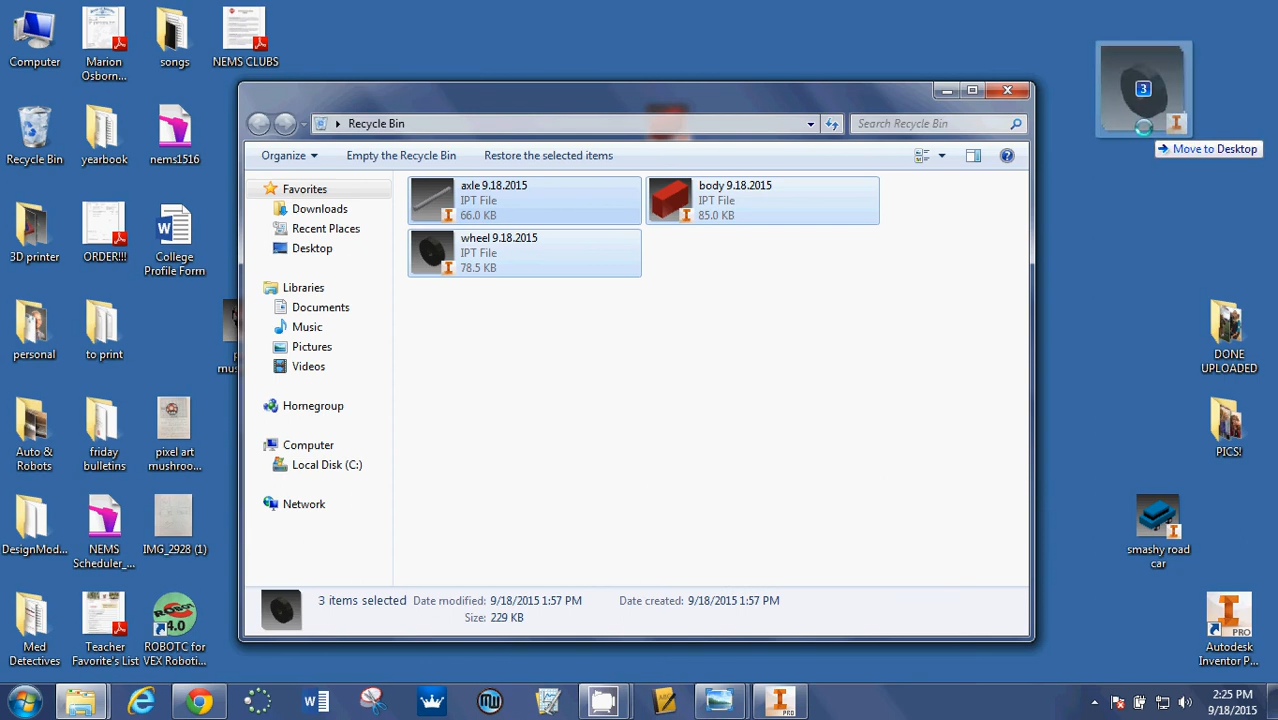 Computer
Marion
Osborn...
songs
NEMS CLUBS
Recycle Bin
yearbook
nems1516
3D printer
ORDER!!!
College
Profile Form
personal
to print
Auto &
Robots
friday
bulletins
pixel art
mushroo...
DesignMod...
NEMS
Scheduler_...
IMG_2928 (1)
Med
Detectives
Teacher
Favorite's List
ROBOTC for
VEX Roboti...
4.0
Recycle Bin
Search Recycle Bin
Organize
Empty the Recycle Bin
Restore the selected items
Favorites
Downloads
Recent Places
Desktop
Libraries
Documents
Music
Pictures
Videos
Homegroup
Computer
Local Disk (C:)
Network
axle 9.18.2015
IPT File
66.0 KB
body 9.18.2015
IPT File
85.0 KB
wheel 9.18.2015
IPT File
78.5 KB
3 items selected Date modified: 9/18/2015 1:57 PM Date created: 9/18/2015 1:57 PM
Size: 229 KB
3
Move to Desktop
DONE
UPLOADED
PICS!
smashy road
car
PRO
Autodesk
Inventor P...
PRO
2:25 PM
9/18/2015